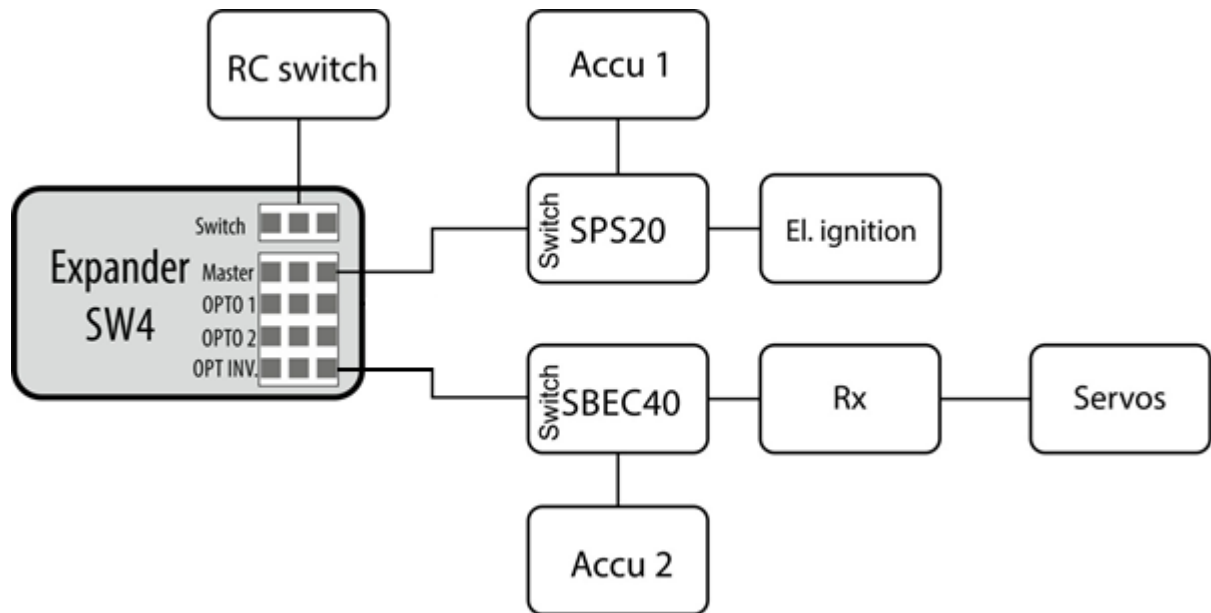 RC switch
Accu 1
Expander
SW4
Switch
Master
OPTO 1
OPTO 2
OPT INV.
Switch
SPS20
El. ignition
Switch
SBEC40
Rx
Servos
Accu 2